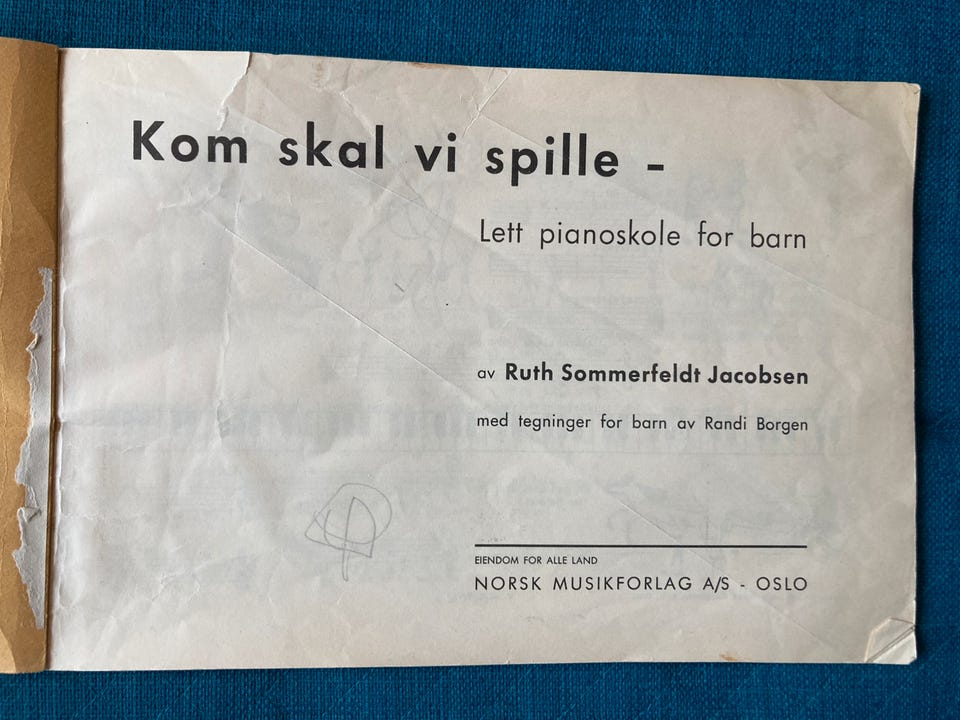 Kom skal vi spille -
Lett pianoskole for barn
av Ruth Sommerfeldt Jacobsen
med tegninger for barn av Randi Borgen
EIENDOM FOR ALLE LAND
NORSK MUSIKFORLAG A/S - OSLO